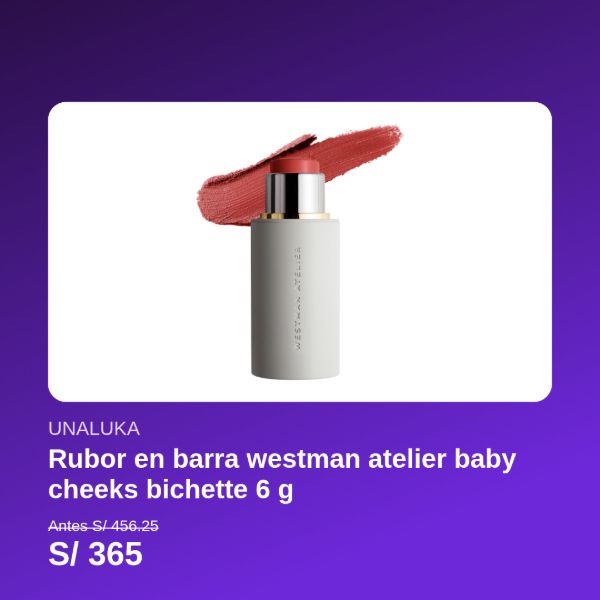 WESTMAN ATELIER
UNALUKA
Rubor en barra westman atelier baby
cheeks bichette 6 g
Antes S/ 456.25
S/ 365